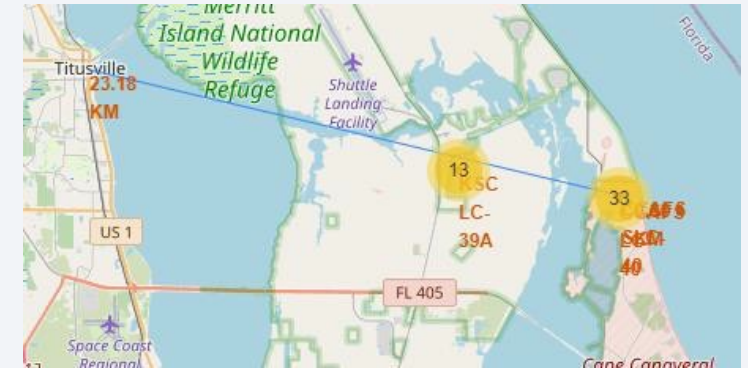 Merritt
Island National
Wildlife
Refuge
Florida
Titusville
23.18
KM
Shuttle
Landing
Facility
13
KSC
LC-
39A
33
40
US 1
FL 405
Space Coast
Regional
Cape Canaveral